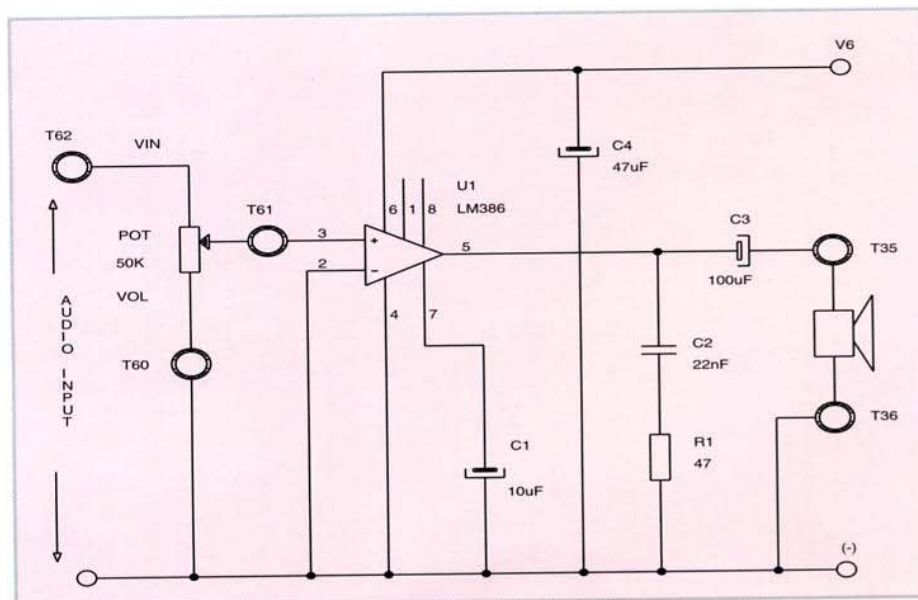 V6
T62
VIN
C4
47uF
U1
LM386
6
1
8
T61
C3
POT
50K
VOL
3
+
5
T35
2
-
100uF
AUDIO INPUT
4
7
T60
C2
22nF
T36
C1
10uF
R1
47
(-)